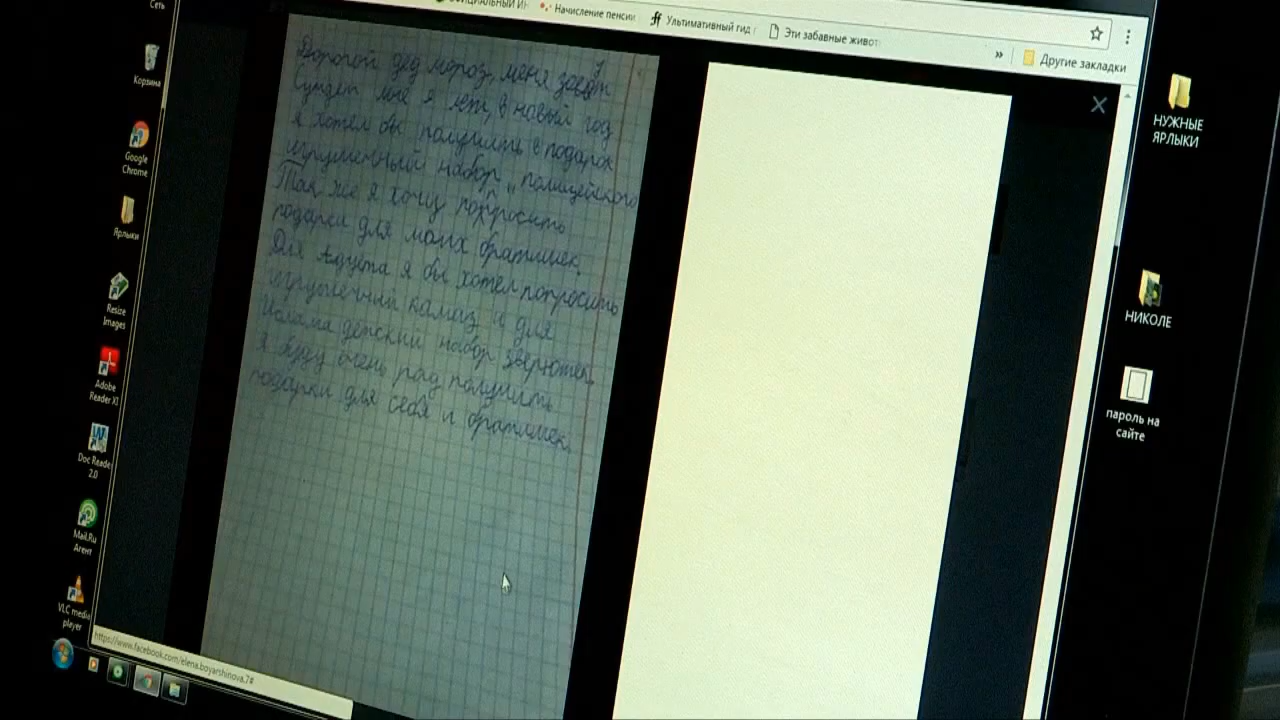 Сеть
Корзина
Google
Chrome
Ярлыки
Resize
Images
Adobe
Reader XI
Doc Reade
2.0
Mail.Ru
Агент
VLC media
player
Начисление пенсии
Ультимативный гид
Эти забавные живот
»
Другие закладки
НУЖНЫЕ
ЯРЛЫКИ
НИКОЛЕ
пароль на
сайте
Дорогой дед мороз, меня зовут
мне 7 лет, в новый год
я хотел бы получить в подарок
игрушечный набор "полицейского
Так же я хочу попросить
подарки для моих братишек.
Для я бы хотел попросить
игрушечный камаз и для
Ислама детский набор зверюшек.
Я буду очень рад получить
подарки для себя и братишек.
https://www.facebook.com/elena.boyarshinova.7#